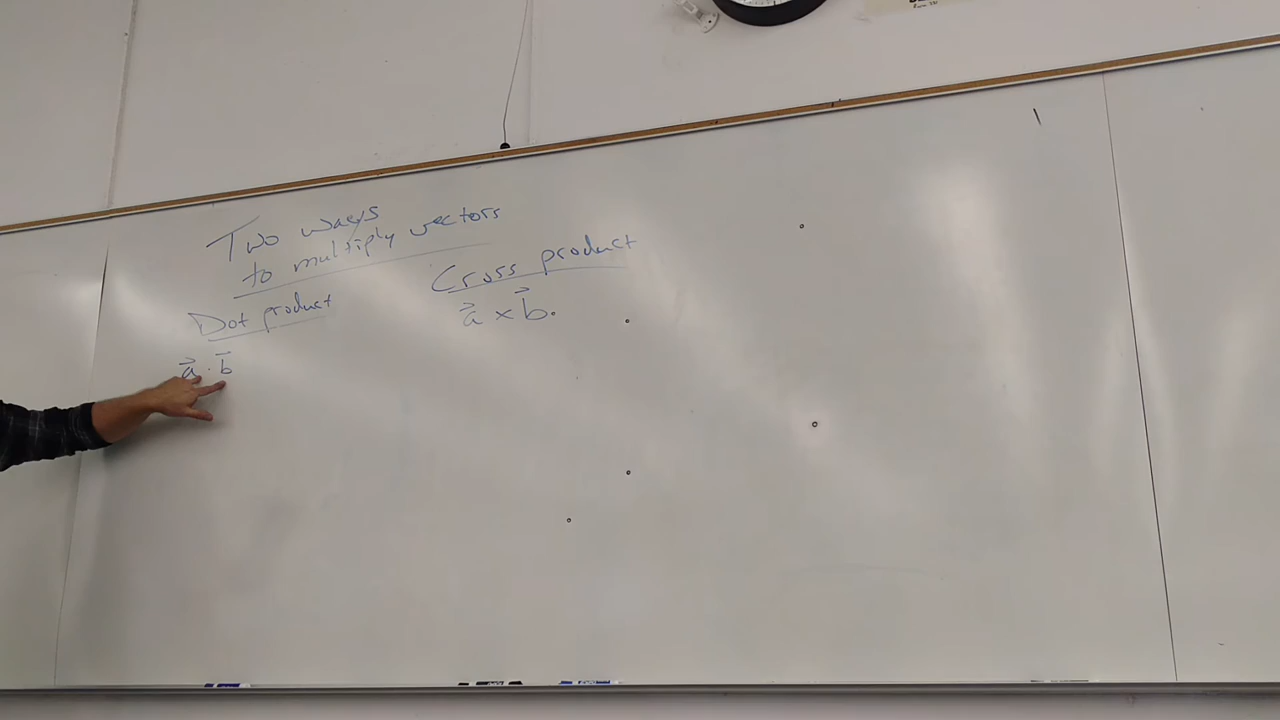 Two ways
to multiply vectors
Dot product
Cross product
a⃗ · b⃗
a⃗ × b⃗.